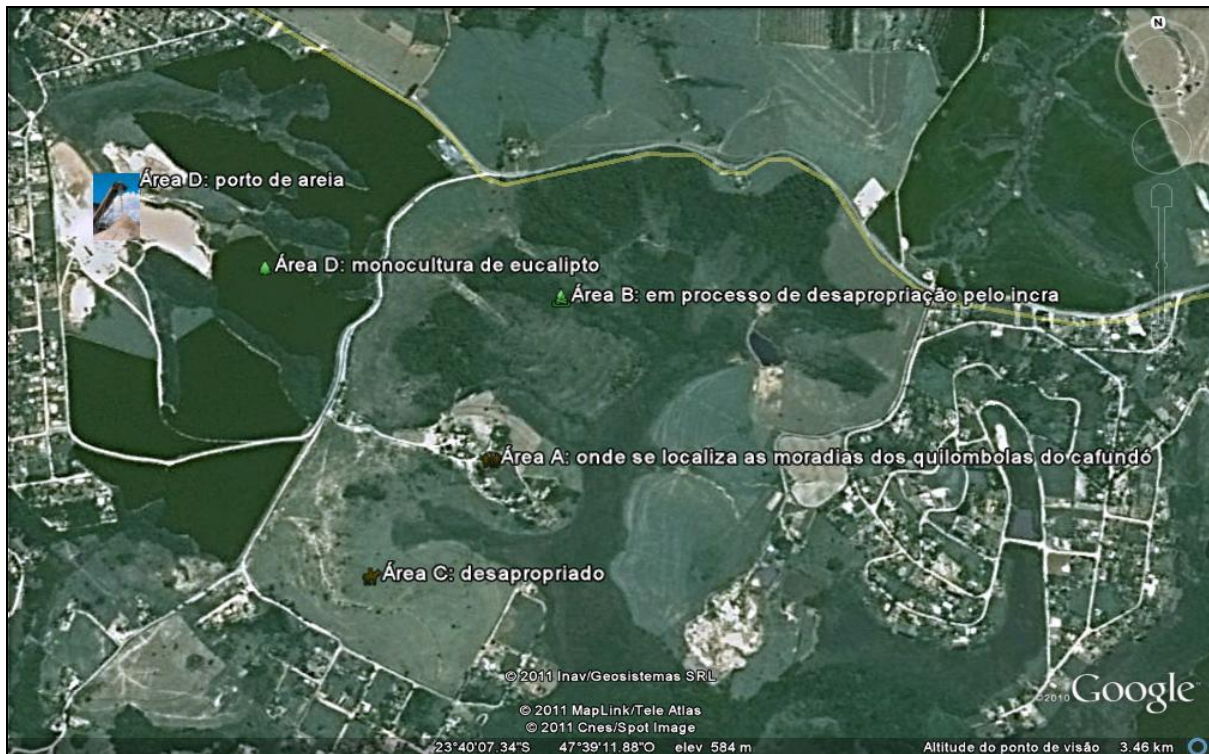 N
Área D: porto de areia
Área D: monocultura de eucalipto
Área B: em processo de desapropriação pelo incra
Área A: onde se localiza as moradias dos quilombolas do cafundó
Área C: desapropriado
© 2011 Inav/Geosistemas SRL
© 2011 MapLink/Tele Atlas
© 2011 Cnes/Spot Image
©2010 Google
23°40'07.34"S 47°39'11.88"O elev 584 m Altitude do ponto de visão 3,46 km